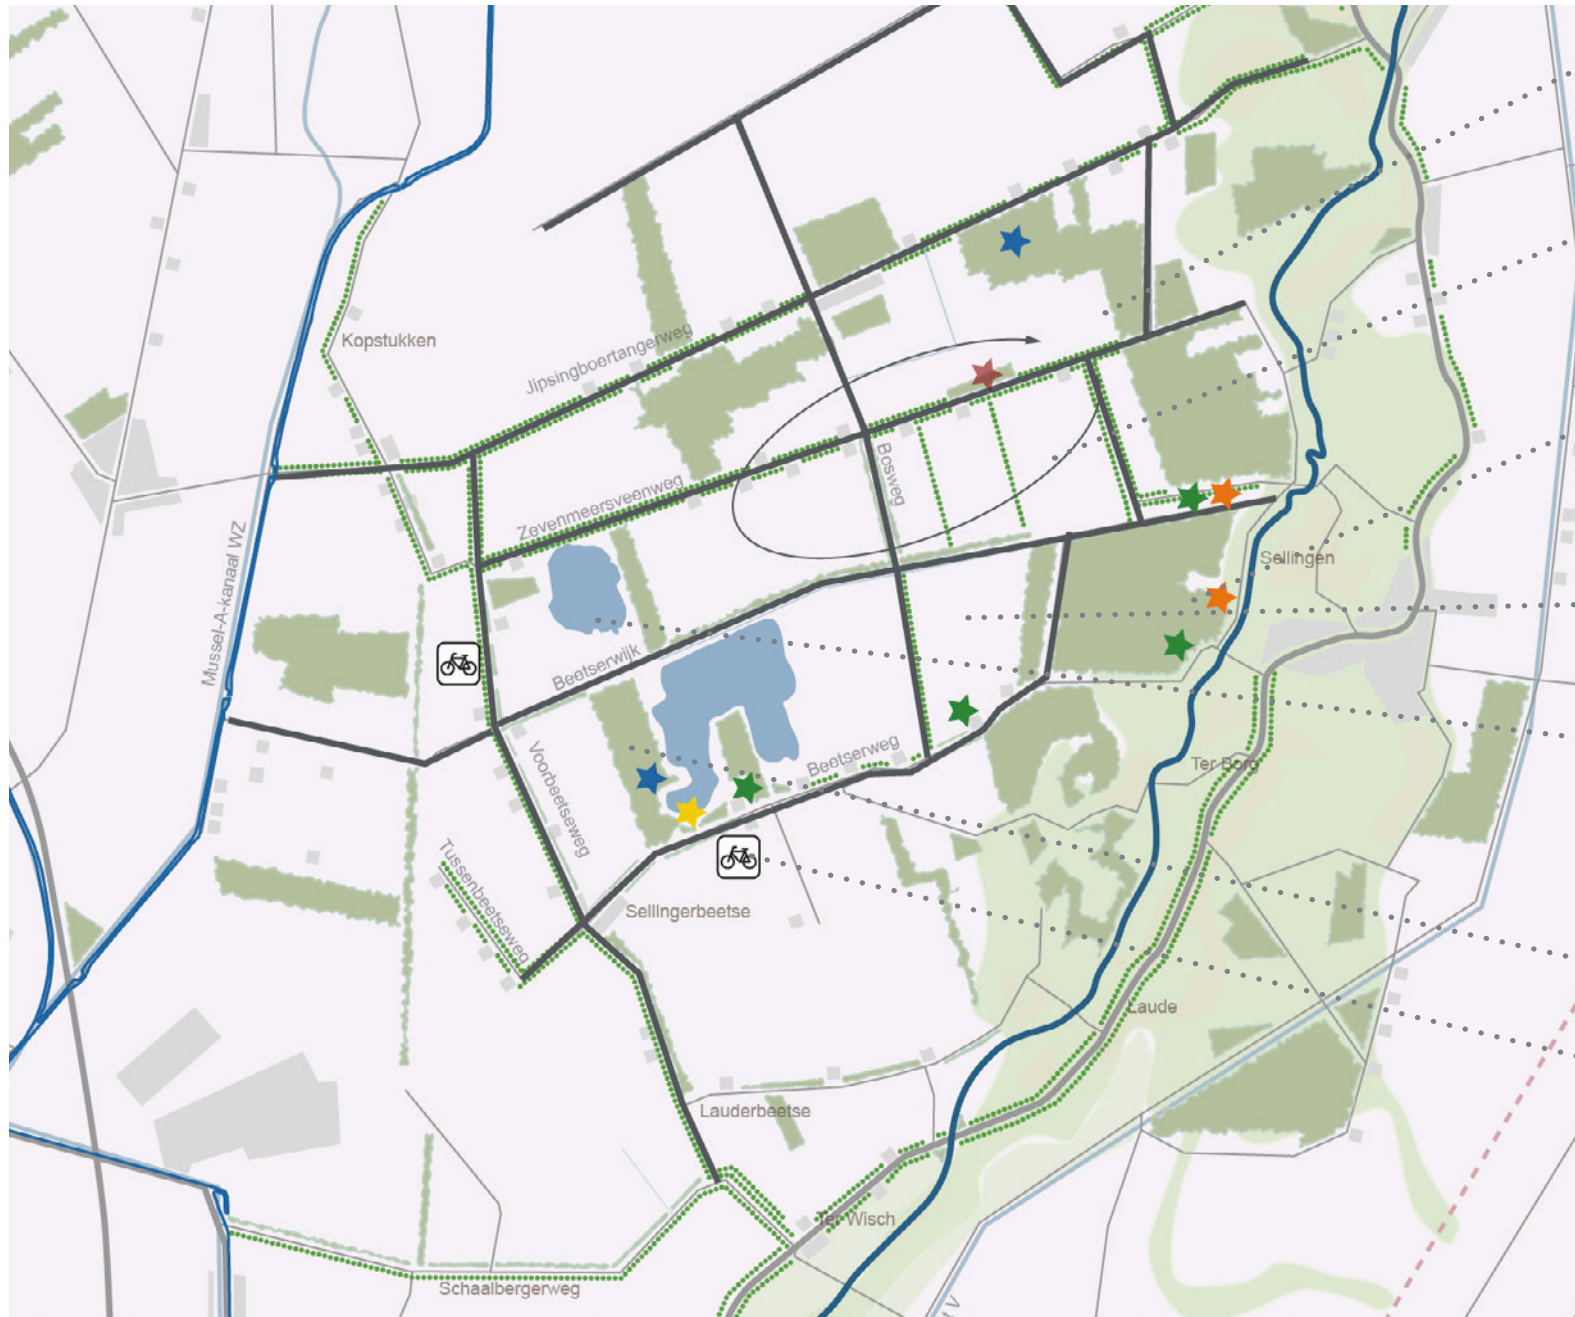 Kopstukken
Jipsingboertangerweg
Zevenmeersveenweg
Bosweg
Mussel-A-kanaal WZ
Sellingen
Beetserwijk
Voorbeetseweg
Beetserweg
Ter Borg
Tussenbeetseweg
Sellingerbeetse
Laude
Lauderbeetse
Ter Wisch
Schaalbergerweg